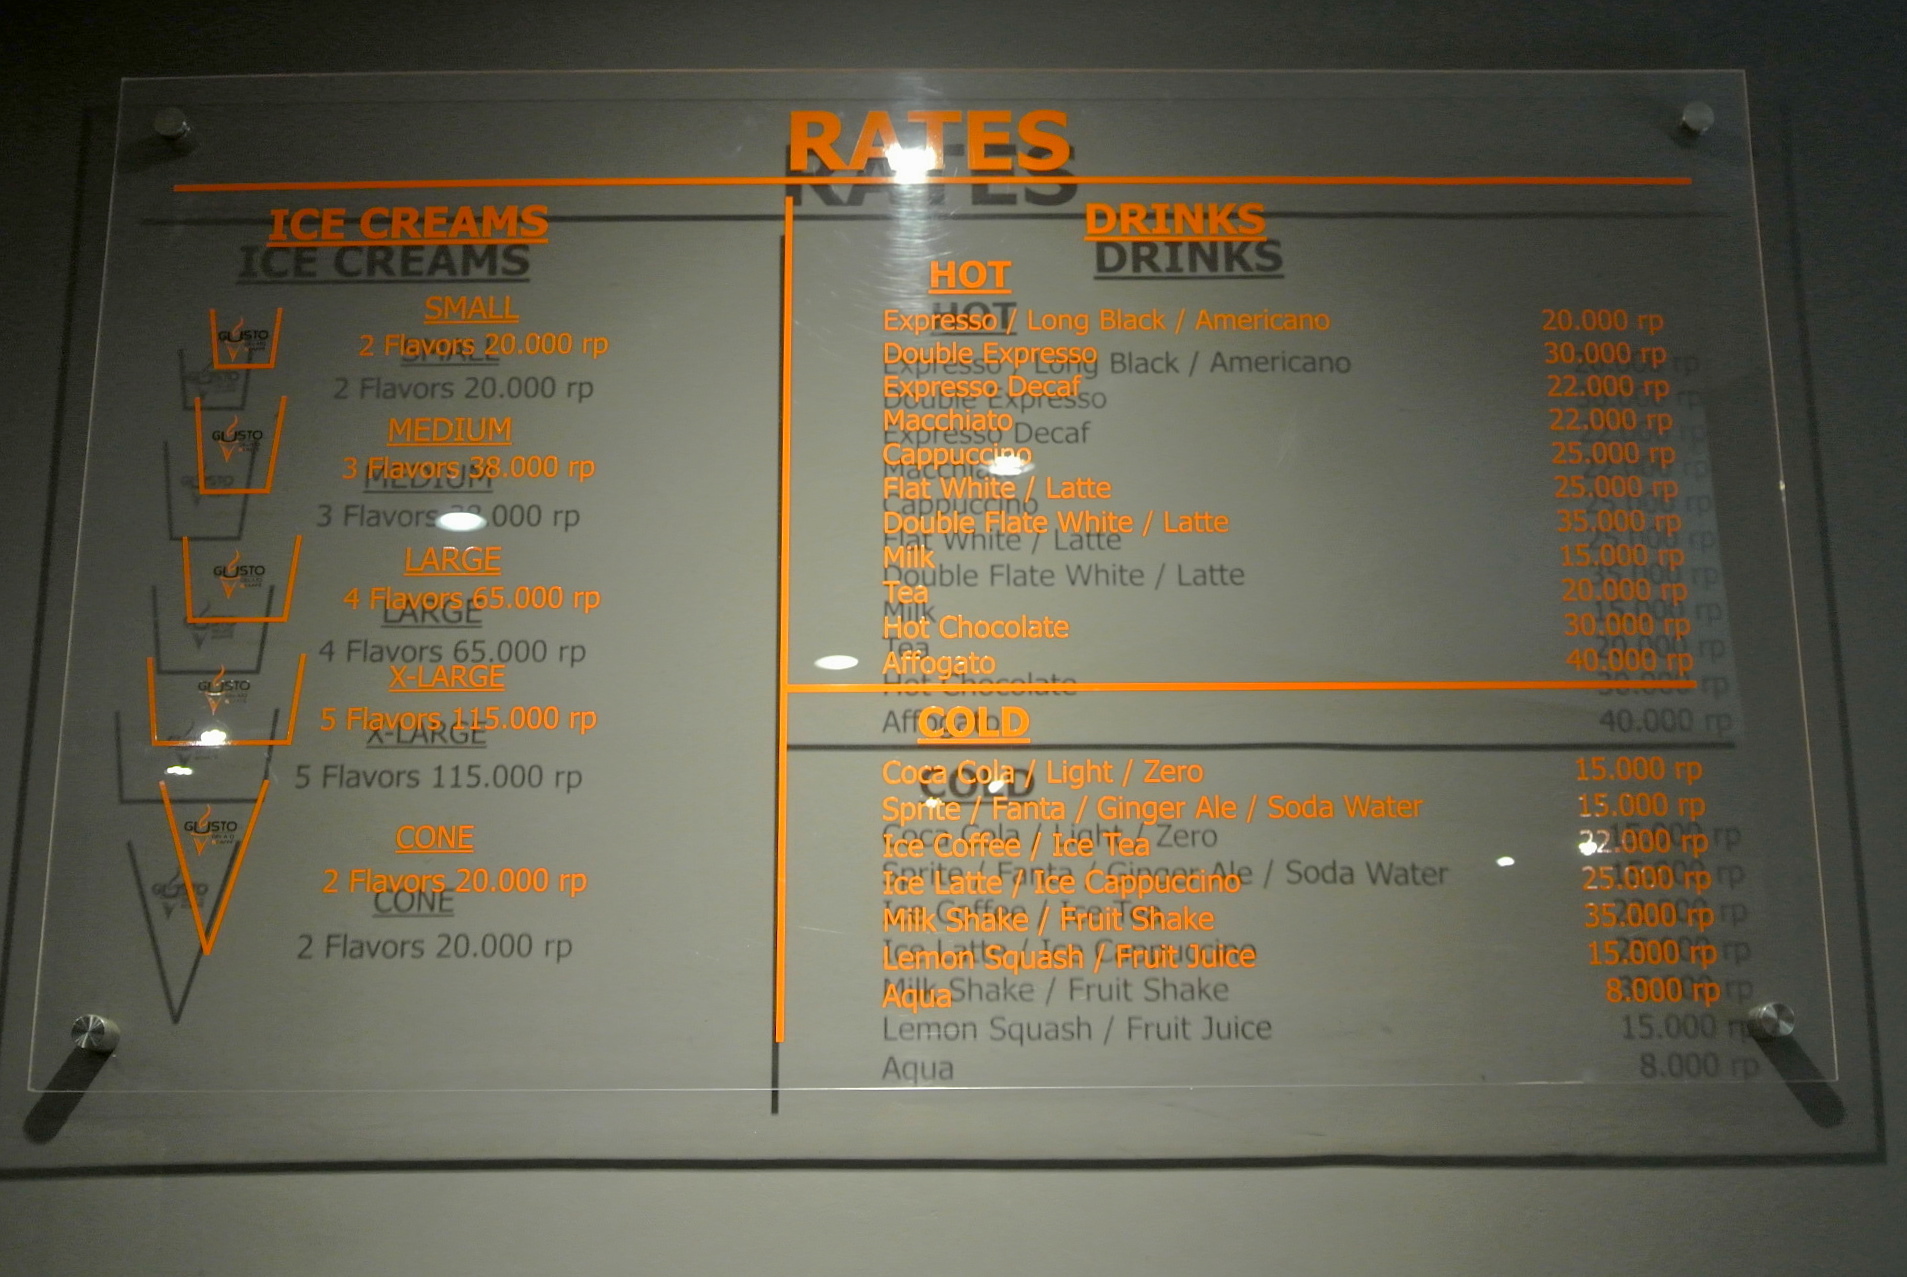 RATES
ICE CREAMS
GUSTO
SMALL
2 Flavors 20.000 rp
GUSTO
MEDIUM
3 Flavors 38.000 rp
GUSTO
LARGE
4 Flavors 65.000 rp
GUSTO
X-LARGE
5 Flavors 115.000 rp
GUSTO
CONE
2 Flavors 20.000 rp
DRINKS
HOT
Expresso / Long Black / Americano 20.000 rp
Double Expresso 30.000 rp
Expresso Decaf 22.000 rp
Macchiato 22.000 rp
Cappuccino 25.000 rp
Flat White / Latte 25.000 rp
Double Flate White / Latte 35.000 rp
Milk 15.000 rp
Tea 20.000 rp
Hot Chocolate 30.000 rp
Affogato 40.000 rp
COLD
Coca Cola / Light / Zero 15.000 rp
Sprite / Fanta / Ginger Ale / Soda Water 15.000 rp
Ice Coffee / Ice Tea 22.000 rp
Ice Latte / Ice Cappuccino 25.000 rp
Milk Shake / Fruit Shake 35.000 rp
Lemon Squash / Fruit Juice 15.000 rp
Aqua 8.000 rp